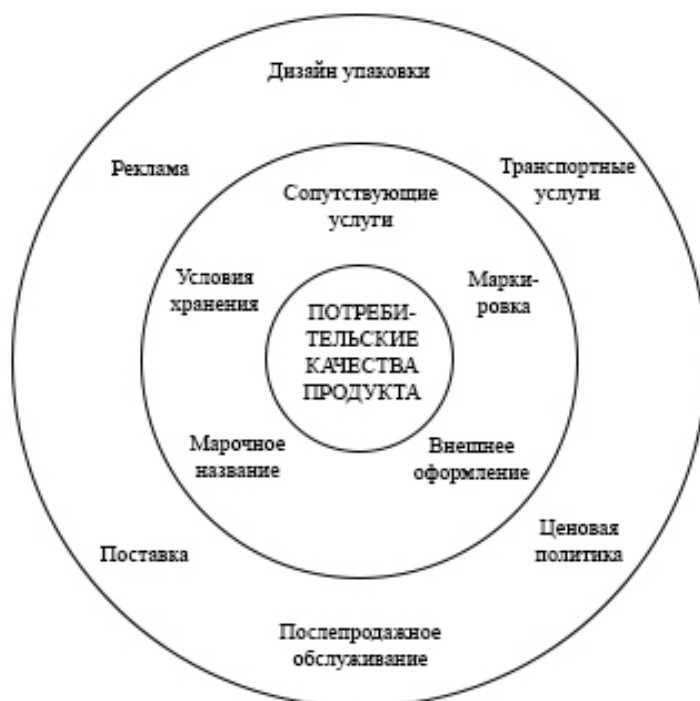 Дизайн упаковки
Реклама
Транспортные
услуги
Сопутствующие
услуги
Условия
хранения
Марки-
ровка
ПОТРЕБИ-
ТЕЛЬСКИЕ
КАЧЕСТВА
ПРОДУКТА
Марочное
название
Внешнее
оформление
Поставка
Ценовая
политика
Послепродажное
обслуживание